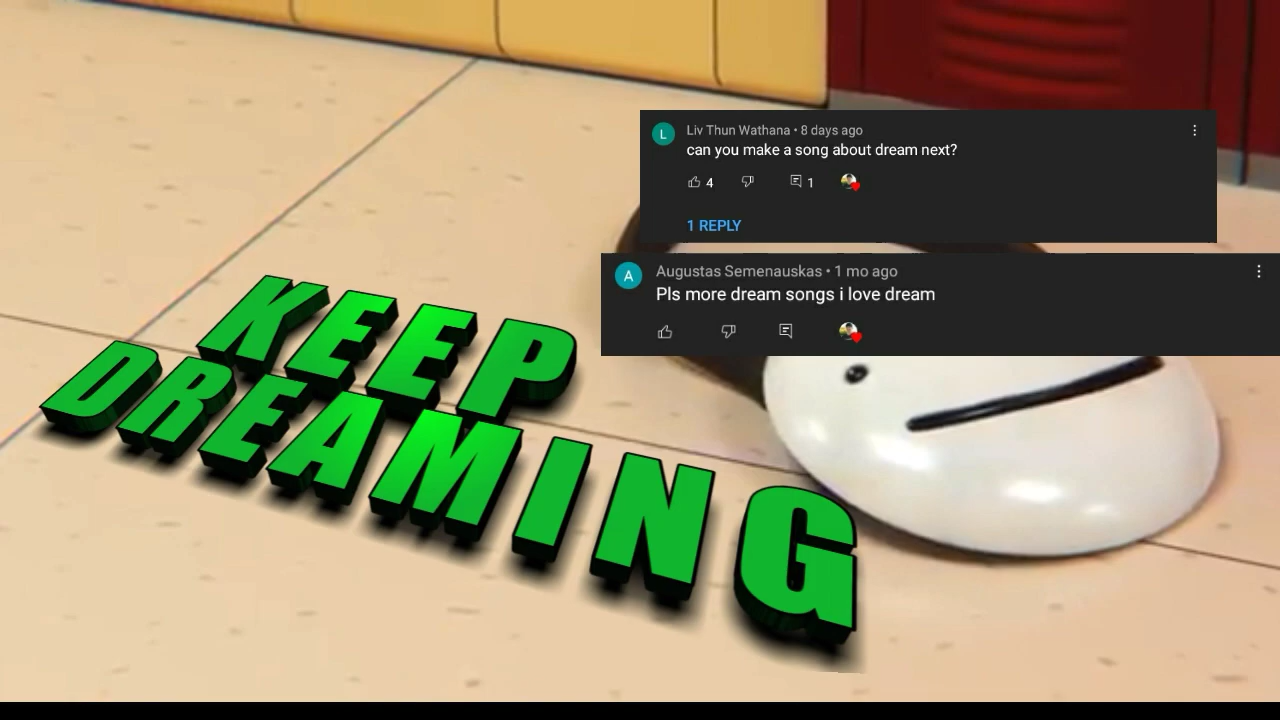 L
Liv Thun Wathana • 8 days ago
can you make a song about dream next?
4
1
1 REPLY
A
Augustas Semenauskas • 1 mo ago
Pls more dream songs i love dream
KEEP
DREAMING